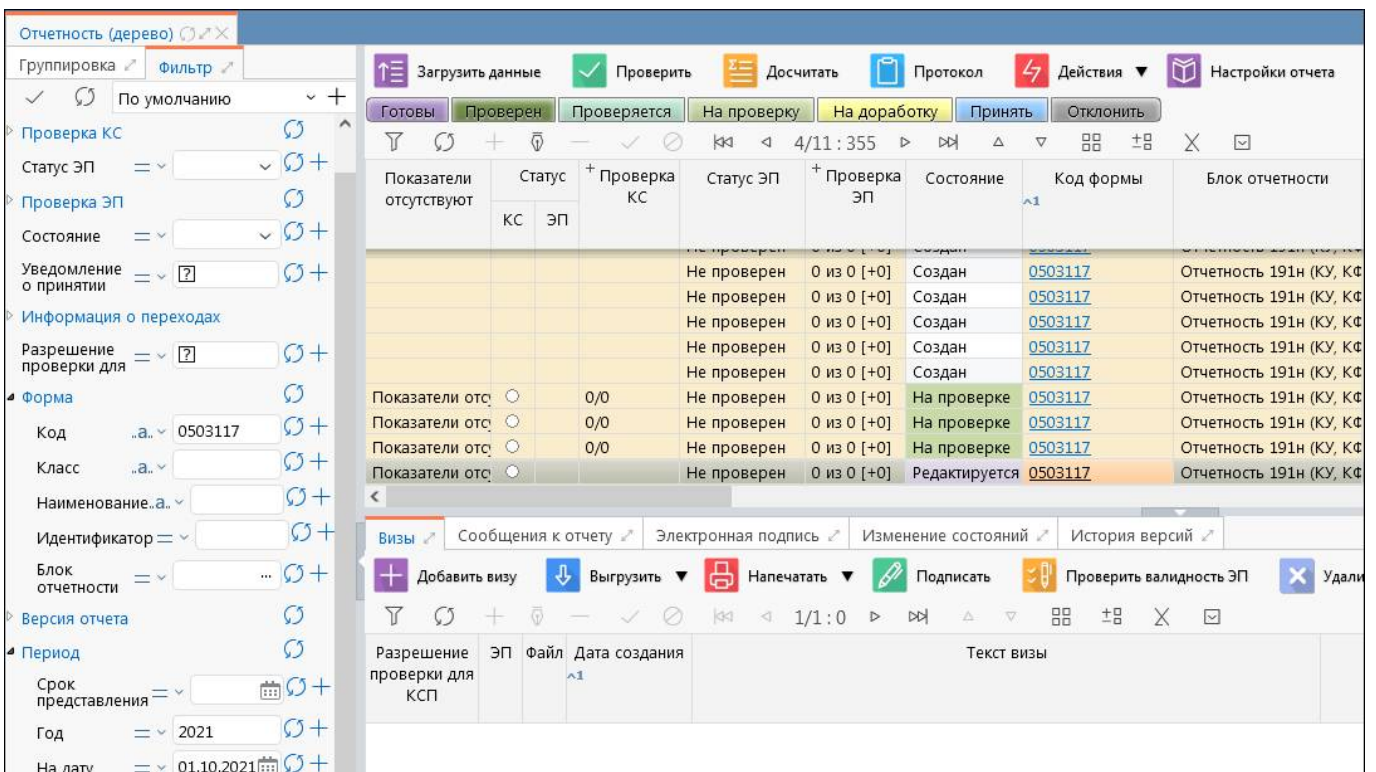 Отчетность (дерево)
Группировка Фильтр
По умолчанию
Проверка КС
Статус ЭП =
Проверка ЭП
Состояние =
Уведомление о принятии = ?
Информация о переходах
Разрешение проверки для = ?
Форма
Код ..а.. 0503117
Класс ..а..
Наименование ..а..
Идентификатор =
Блок отчетности = ...
Версия отчета
Период
Срок представления =
Год = 2021
На дату = 01.10.2021
Загрузить данные Проверить Досчитать Протокол Действия Настройки отчета
Готовы Проверен Проверяется На проверку На доработку Принять Отклонить
4/11 : 355
Показатели отсутствуют Статус + Проверка КС Статус ЭП + Проверка ЭП Состояние Код формы Блок отчетности
КС ЭП 1
Не проверен 0 из 0 [+0] Создан 0503117 Отчетность 191н (КУ, КФ
Не проверен 0 из 0 [+0] Создан 0503117 Отчетность 191н (КУ, КФ
Не проверен 0 из 0 [+0] Создан 0503117 Отчетность 191н (КУ, КФ
Не проверен 0 из 0 [+0] Создан 0503117 Отчетность 191н (КУ, КФ
Не проверен 0 из 0 [+0] Создан 0503117 Отчетность 191н (КУ, КФ
Показатели отс 0/0 Не проверен 0 из 0 [+0] На проверке 0503117 Отчетность 191н (КУ, КФ
Показатели отс 0/0 Не проверен 0 из 0 [+0] На проверке 0503117 Отчетность 191н (КУ, КФ
Показатели отс 0/0 Не проверен 0 из 0 [+0] На проверке 0503117 Отчетность 191н (КУ, КФ
Показатели отс Не проверен 0 из 0 [+0] Редактируется 0503117 Отчетность 191н (КУ, КФ
Визы Сообщения к отчету Электронная подпись Изменение состояний История версий
Добавить визу Выгрузить Напечатать Подписать Проверить валидность ЭП Удали
1/1 : 0
Разрешение проверки для КСП ЭП Файл Дата создания Текст визы
1